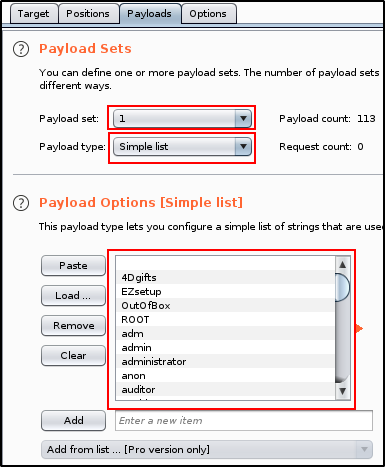 Target Positions Payloads Options
? Payload Sets
You can define one or more payload sets. The number of payload sets
different ways.
Payload set: 1 Payload count: 113
Payload type: Simple list Request count: 0
? Payload Options [Simple list]
This payload type lets you configure a simple list of strings that are use
Paste
Load ...
Remove
Clear
4Dgifts
EZsetup
OutOfBox
ROOT
adm
admin
administrator
anon
auditor
Add Enter a new item
Add from list ... [Pro version only]